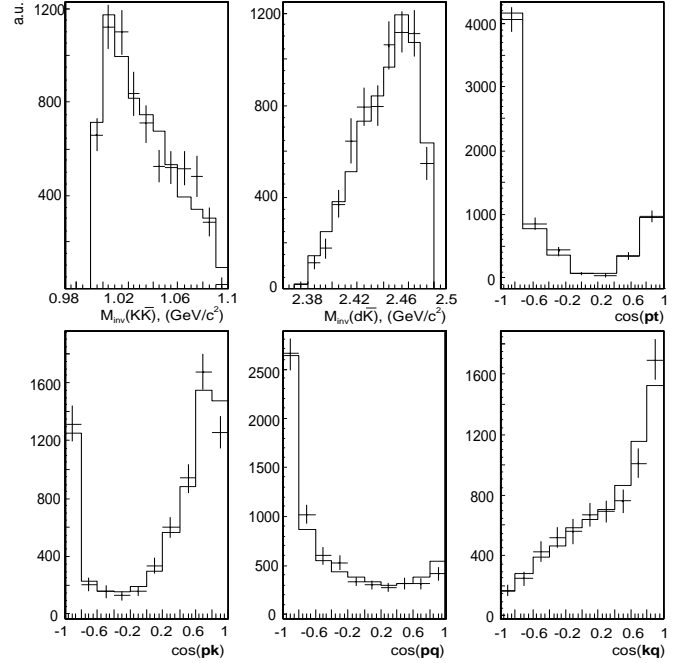 a.u.
1200
800
400
0
0.98 1.02 1.06 1.1
M_inv(KK̅), (GeV/c²)
1200
800
400
0
2.38 2.42 2.46 2.5
M_inv(dK̅), (GeV/c²)
4000
3000
2000
1000
0
-1 -0.6 -0.2 0.2 0.6 1
cos(pt)
1600
1200
800
400
0
-1 -0.6 -0.2 0.2 0.6 1
cos(pk)
2500
2000
1500
1000
500
0
-1 -0.6 -0.2 0.2 0.6 1
cos(pq)
1600
1200
800
400
0
-1 -0.6 -0.2 0.2 0.6 1
cos(kq)